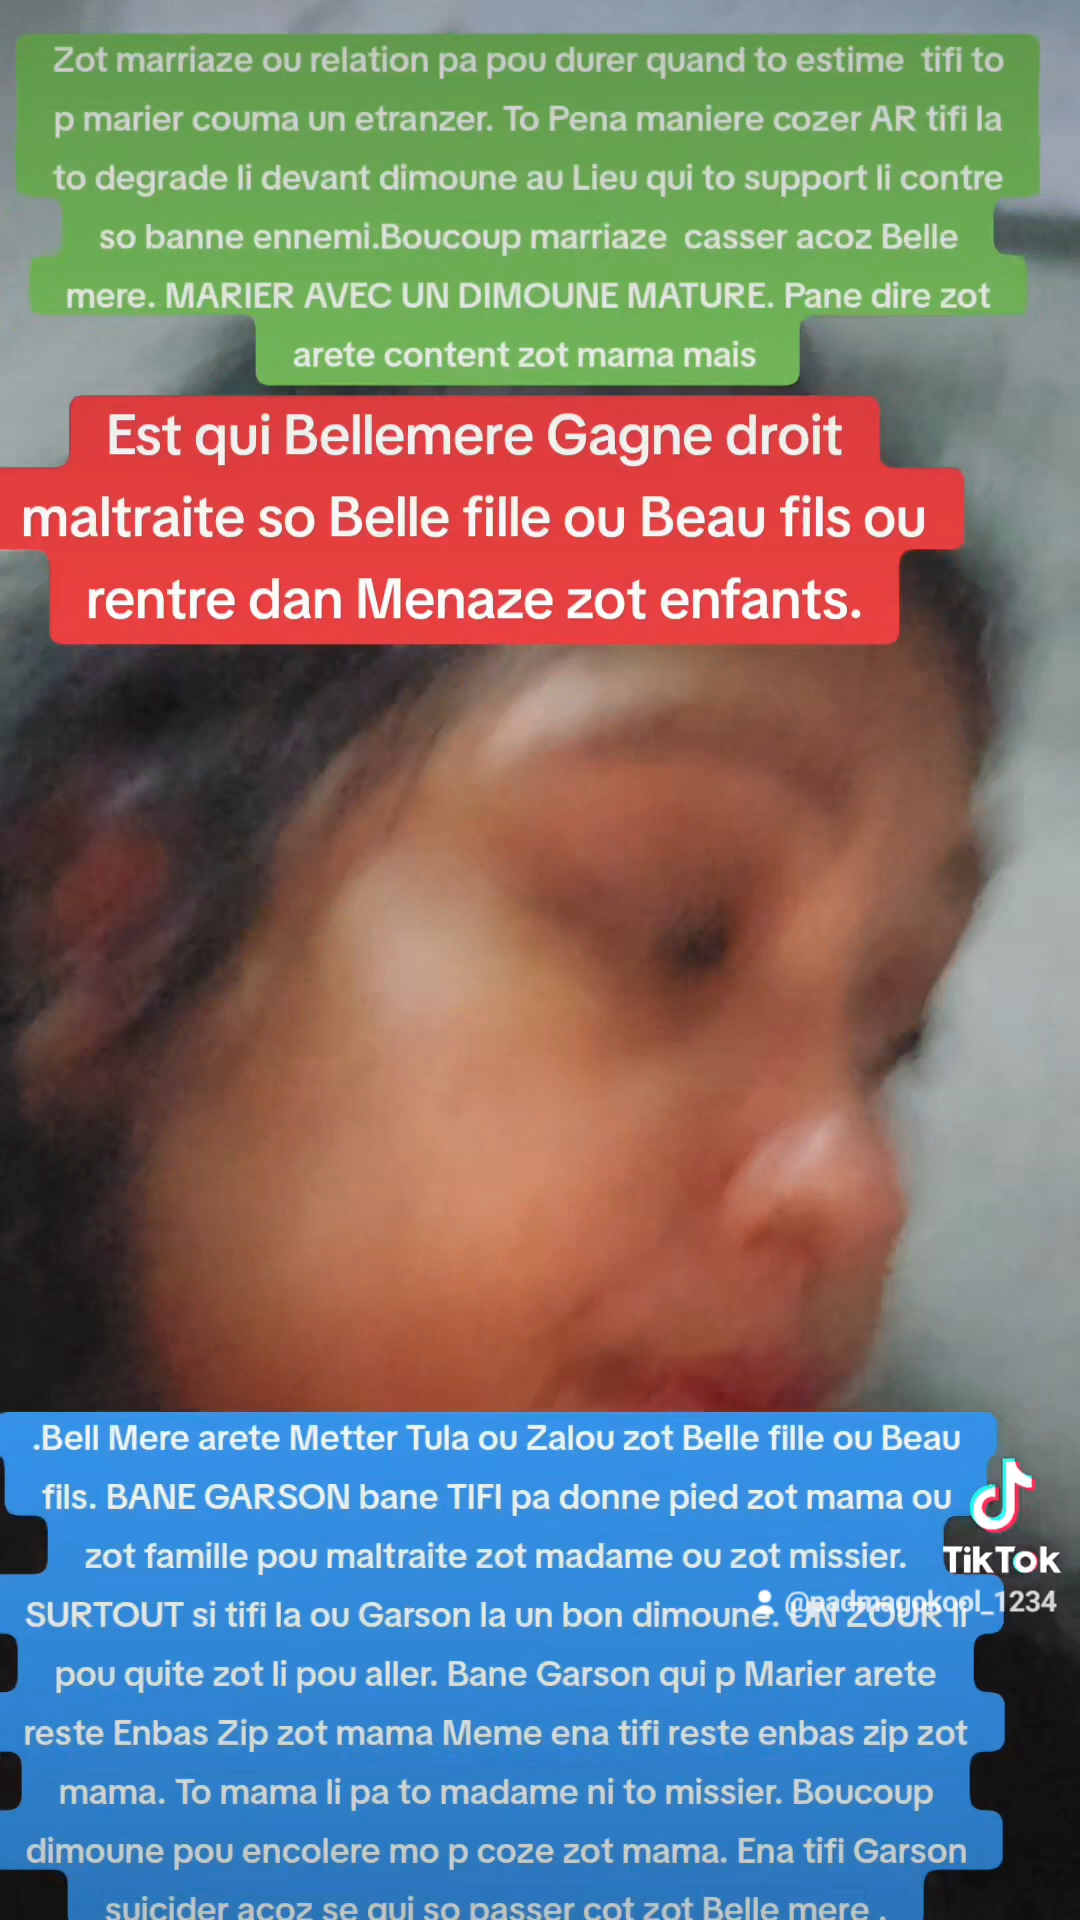 Zot marriaze ou relation pa pou durer quand to estime tifi to
p marier couma un etranzer. To Pena maniere cozer AR tifi la
to degrade li devant dimoune au Lieu qui to support li contre
so banne ennemi.Boucoup marriaze casser acoz Belle
mere. MARIER AVEC UN DIMOUNE MATURE. Pane dire zot
arete content zot mama mais
Est qui Bellemere Gagne droit
maltraite so Belle fille ou Beau fils ou
rentre dan Menaze zot enfants.
.Bell Mere arete Metter Tula ou Zalou zot Belle fille ou Beau
fils. BANE GARSON bane TIFI pa donne pied zot mama ou
zot famille pou maltraite zot madame ou zot missier.
SURTOUT si tifi la ou Garson la un bon dimoune. UN ZOUR li
pou quite zot li pou aller. Bane Garson qui p Marier arete
reste Enbas Zip zot mama Meme ena tifi reste enbas zip zot
mama. To mama li pa to madame ni to missier. Boucoup
dimoune pou encolere mo p coze zot mama. Ena tifi Garson
suicider acoz se qui so passer cot zot Belle mere .
TikTok
@padmagokool_1234